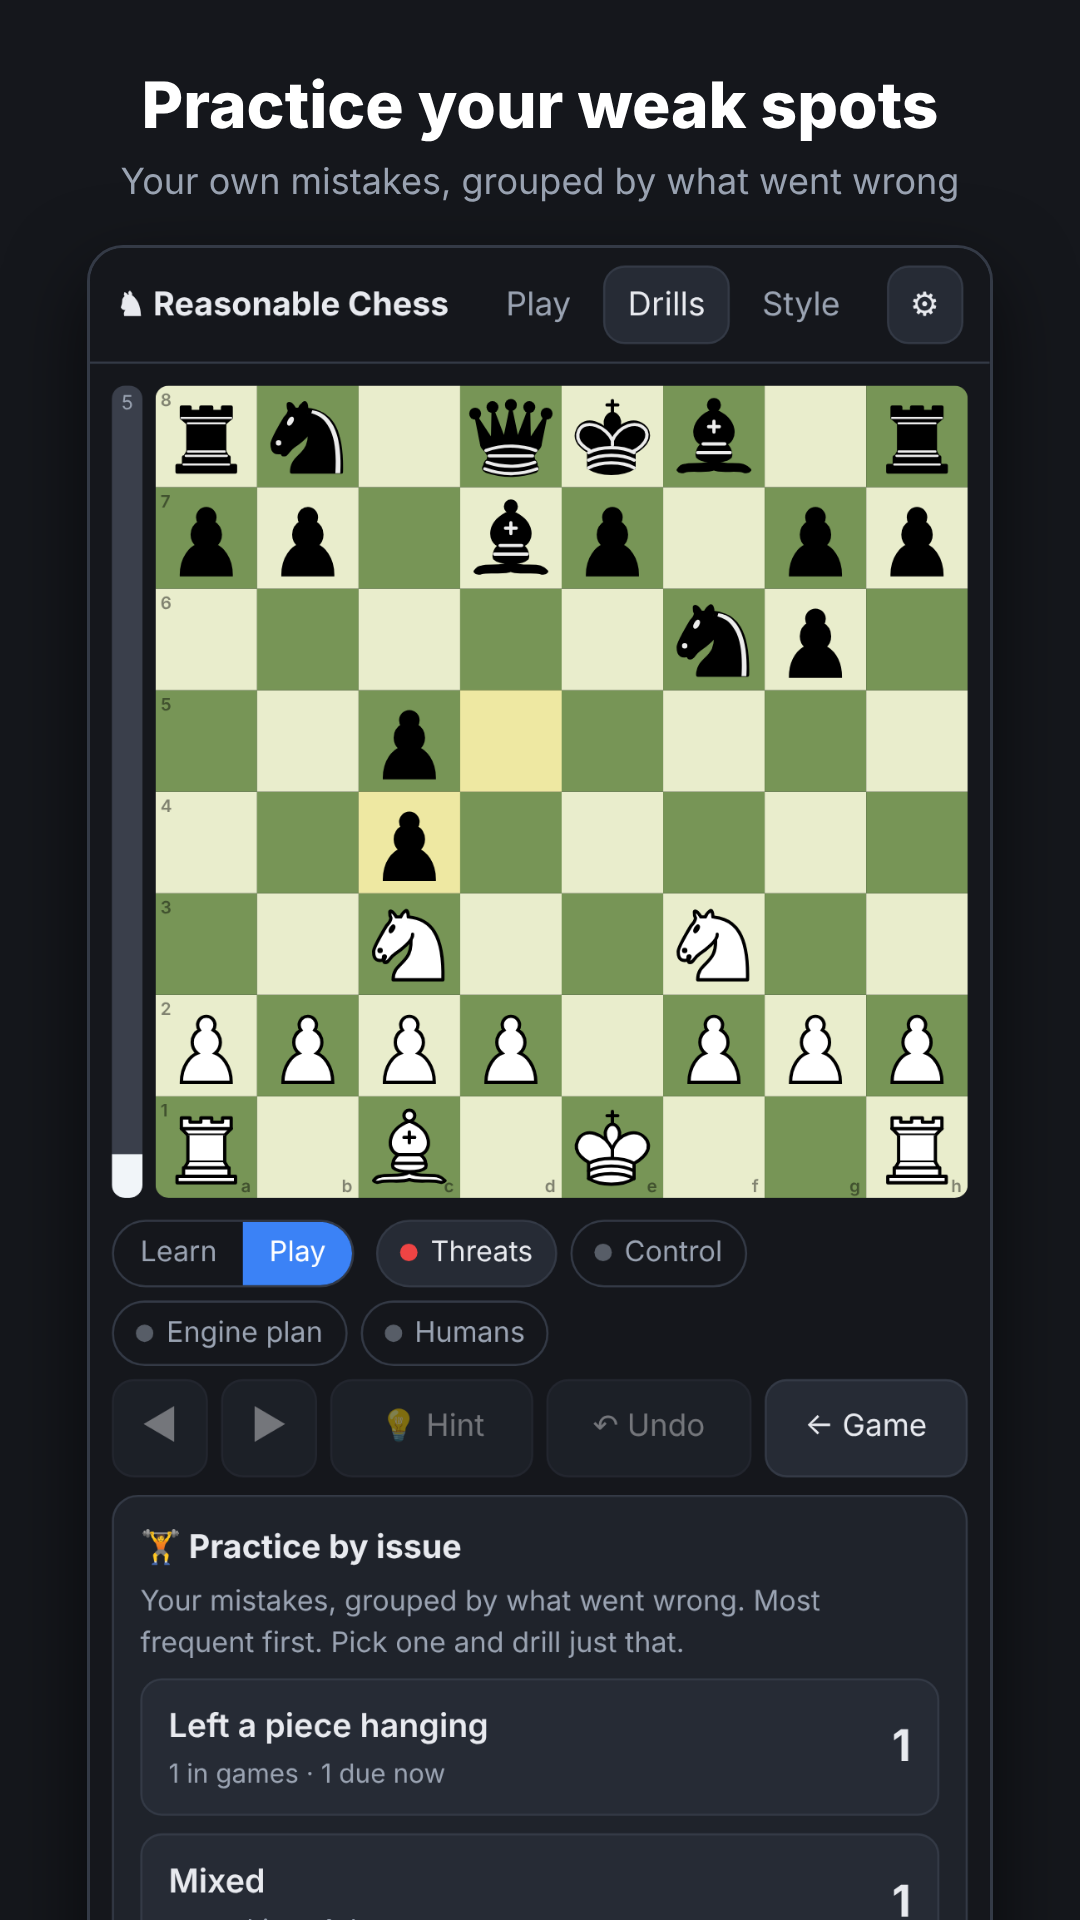 Practice your weak spots
Your own mistakes, grouped by what went wrong
♞ Reasonable Chess Play Drills Style ⚙
5
8
7
6
5
4
3
2
1
a b c d e f g h
Learn Play Threats Control
Engine plan Humans
◀ ▶ 💡 Hint ↶ Undo ← Game
🏋️ Practice by issue
Your mistakes, grouped by what went wrong. Most
frequent first. Pick one and drill just that.
Left a piece hanging
1 in games · 1 due now
1
Mixed
1